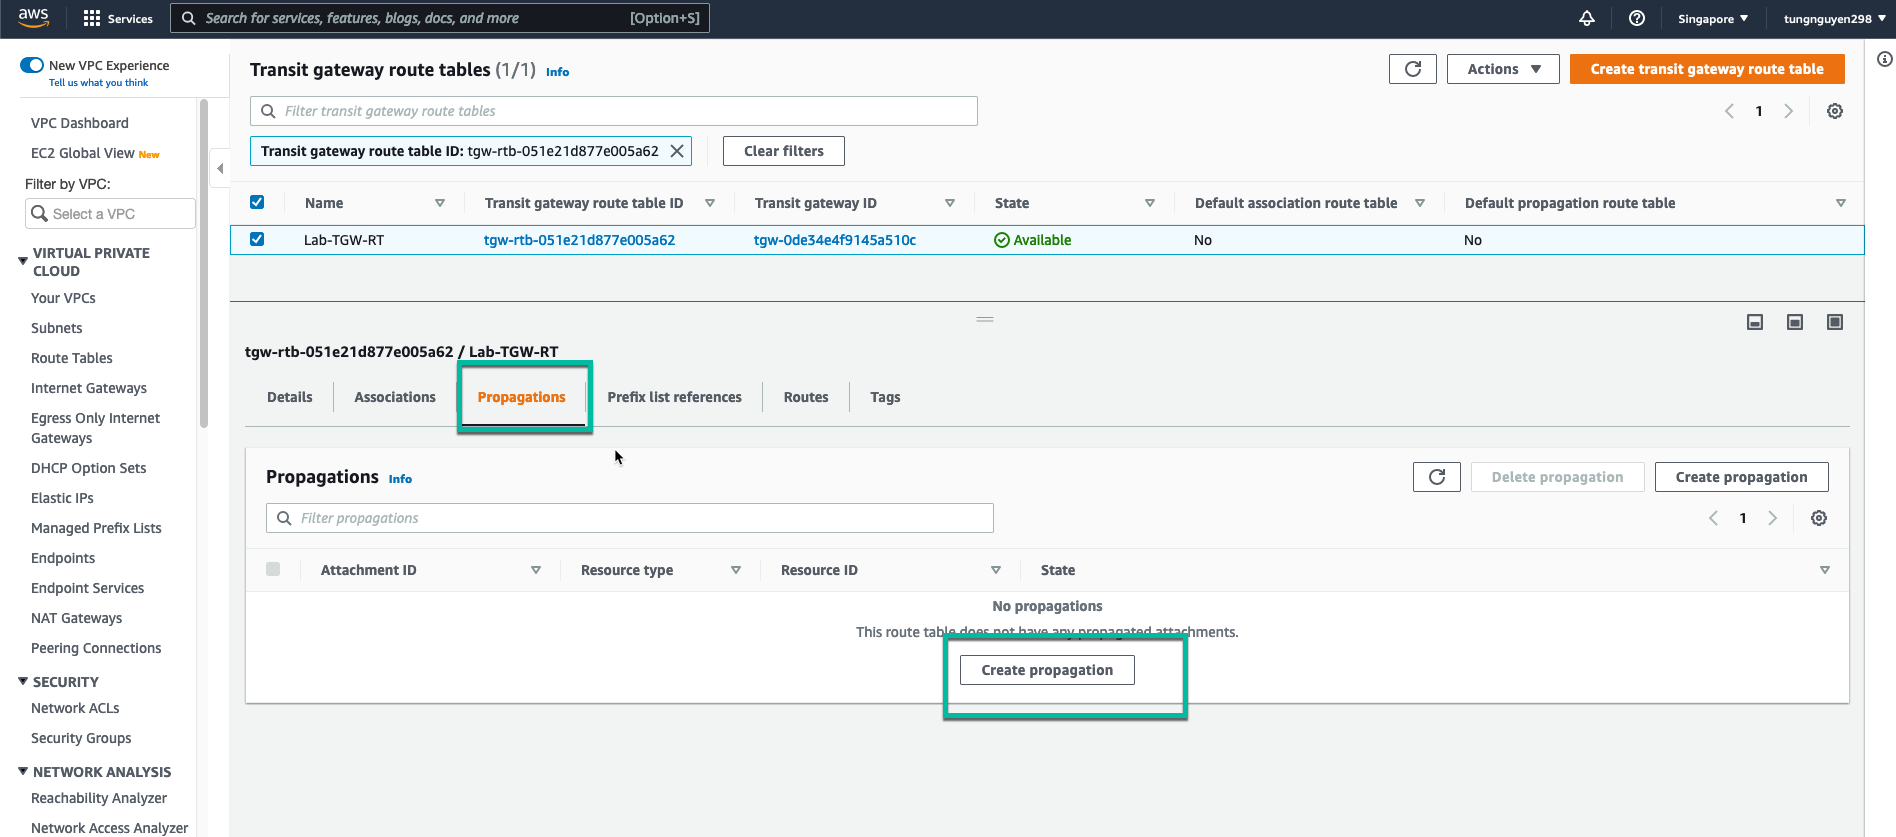 aws
Services
Search for services, features, blogs, docs, and more
[Option+S]
Singapore
tungnguyen298
New VPC Experience
Tell us what you think
VPC Dashboard
EC2 Global View New
Filter by VPC:
Select a VPC
VIRTUAL PRIVATE
CLOUD
Your VPCs
Subnets
Route Tables
Internet Gateways
Egress Only Internet
Gateways
DHCP Option Sets
Elastic IPs
Managed Prefix Lists
Endpoints
Endpoint Services
NAT Gateways
Peering Connections
SECURITY
Network ACLs
Security Groups
NETWORK ANALYSIS
Reachability Analyzer
Network Access Analyzer
Transit gateway route tables (1/1) Info
Actions
Create transit gateway route table
Filter transit gateway route tables
1
Transit gateway route table ID: tgw-rtb-051e21d877e005a62
Clear filters
Name
Transit gateway route table ID
Transit gateway ID
State
Default association route table
Default propagation route table
Lab-TGW-RT
tgw-rtb-051e21d877e005a62
tgw-0de34e4f9145a510c
Available
No
No
tgw-rtb-051e21d877e005a62 / Lab-TGW-RT
Details
Associations
Propagations
Prefix list references
Routes
Tags
Propagations Info
Delete propagation
Create propagation
Filter propagations
1
Attachment ID
Resource type
Resource ID
State
No propagations
This route table does not have any propagated attachments.
Create propagation